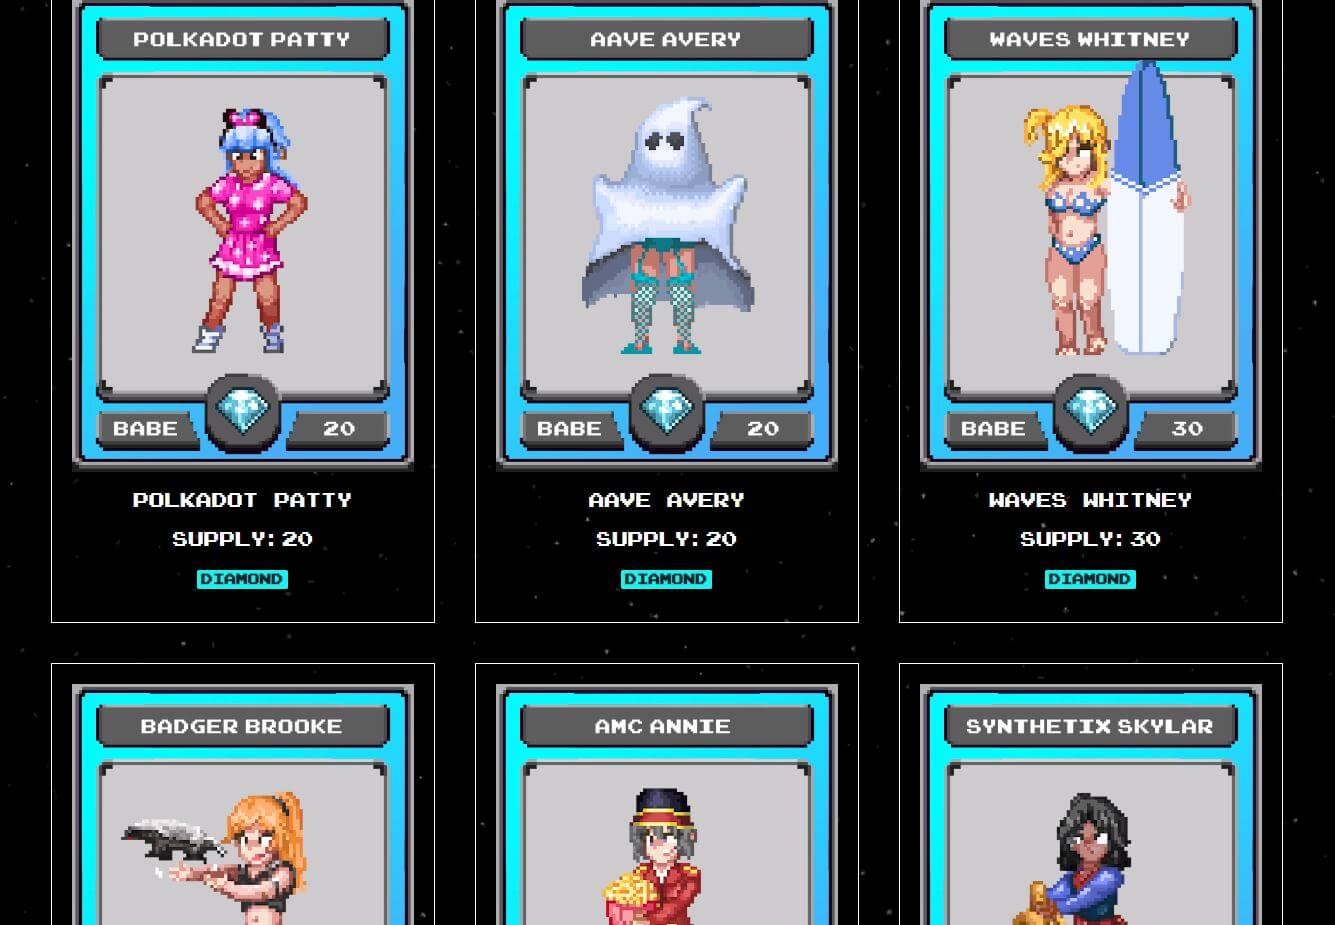 POLKADOT PATTY
AAVE AVERY
WAVES WHITNEY
BABE 20
BABE 20
BABE 30
POLKADOT PATTY
AAVE AVERY
WAVES WHITNEY
SUPPLY: 20
SUPPLY: 20
SUPPLY: 30
DIAMOND
DIAMOND
DIAMOND
BADGER BROOKE
AMC ANNIE
SYNTHETIX SKYLAR